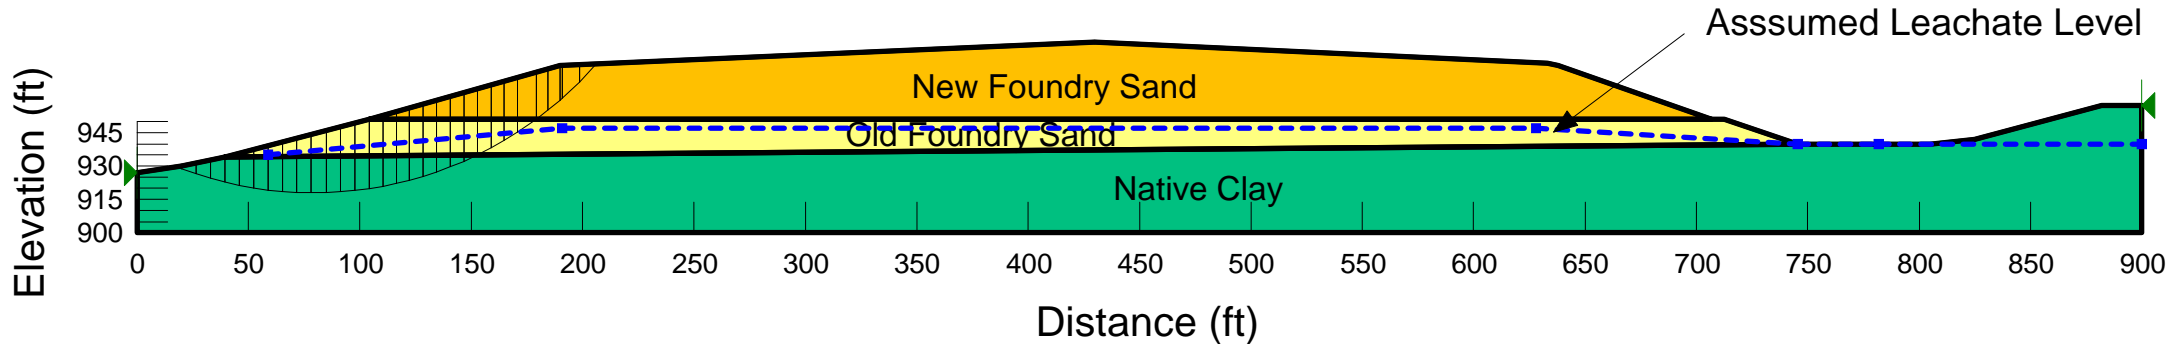 Asssumed Leachate Level
New Foundry Sand
Old Foundry Sand
Native Clay
Elevation (ft)
945
930
915
900
0 50 100 150 200 250 300 350 400 450 500 550 600 650 700 750 800 850 900
Distance (ft)